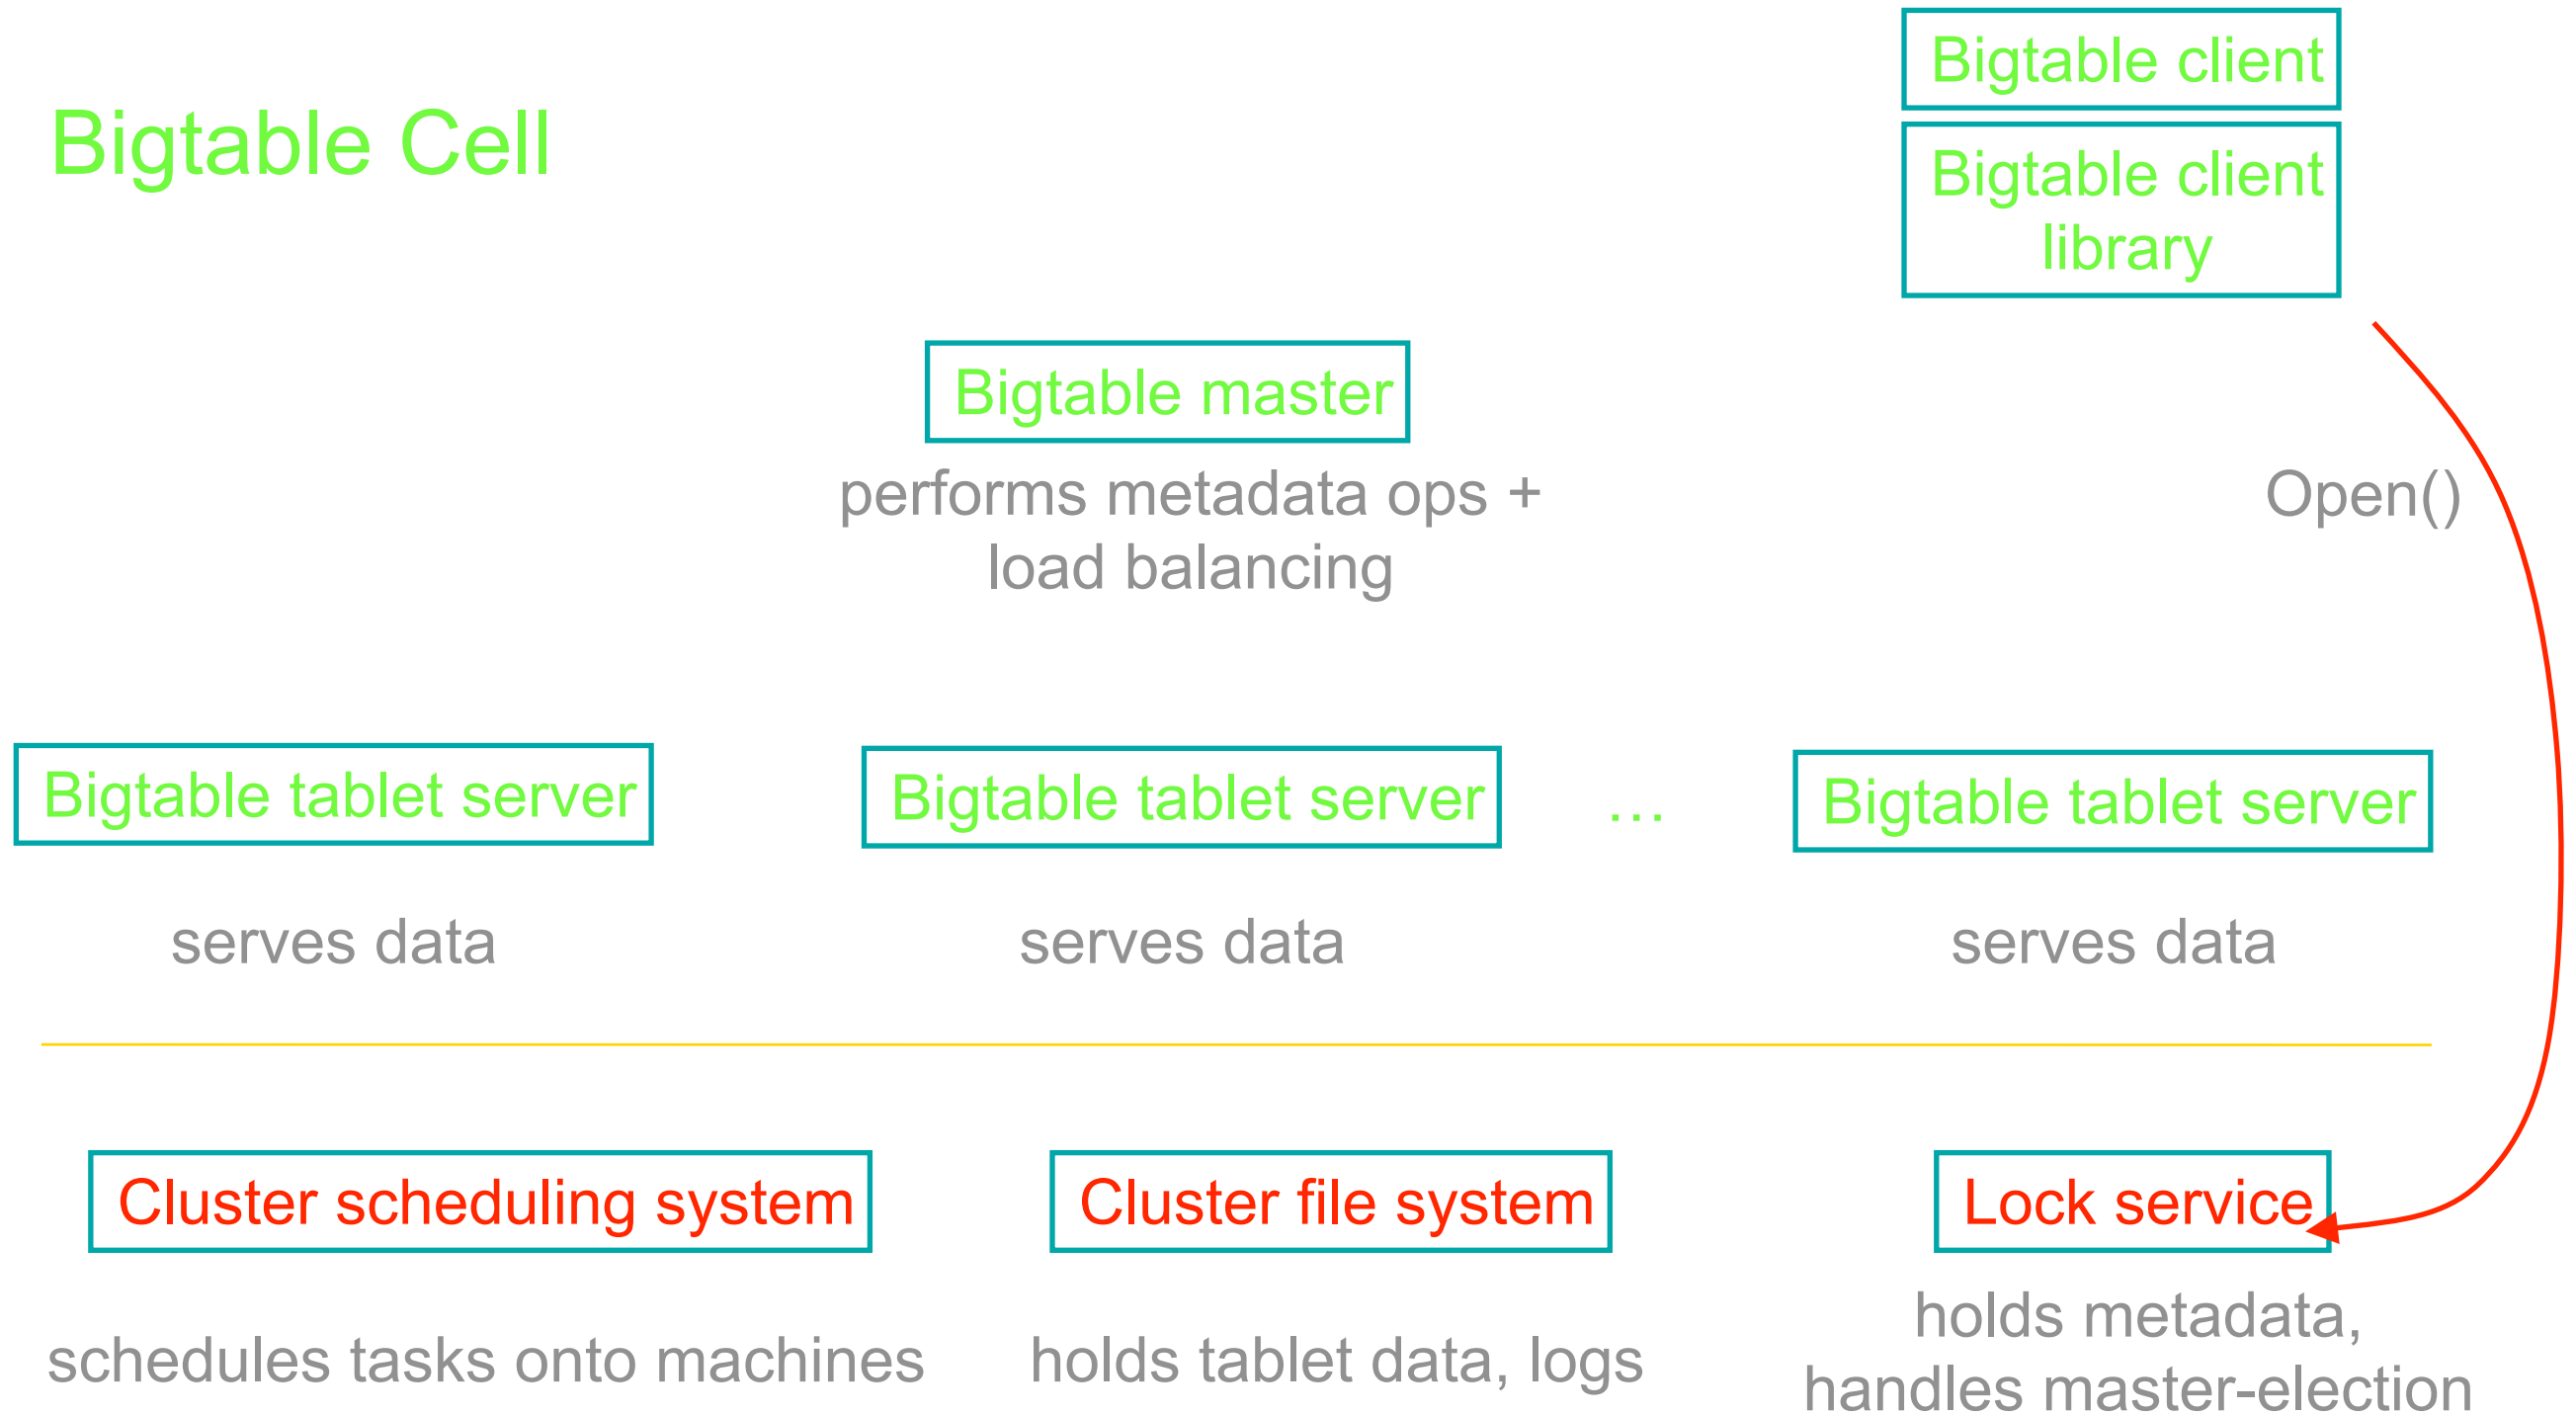 Bigtable Cell
Bigtable client
Bigtable client
library
Bigtable master
performs metadata ops +
load balancing
Open()
Bigtable tablet server
Bigtable tablet server
…
Bigtable tablet server
serves data
serves data
serves data
Cluster scheduling system
Cluster file system
Lock service
schedules tasks onto machines
holds tablet data, logs
holds metadata,
handles master-election